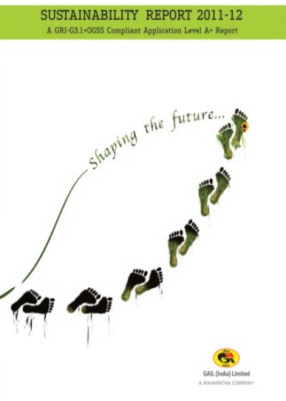 SUSTAINABILITY REPORT 2011-12
A GRI-G3.1+OGSS Compliant Application Level A+ Report
Shaping the future...
GAIL (India) Limited
A MAHARATNA COMPANY